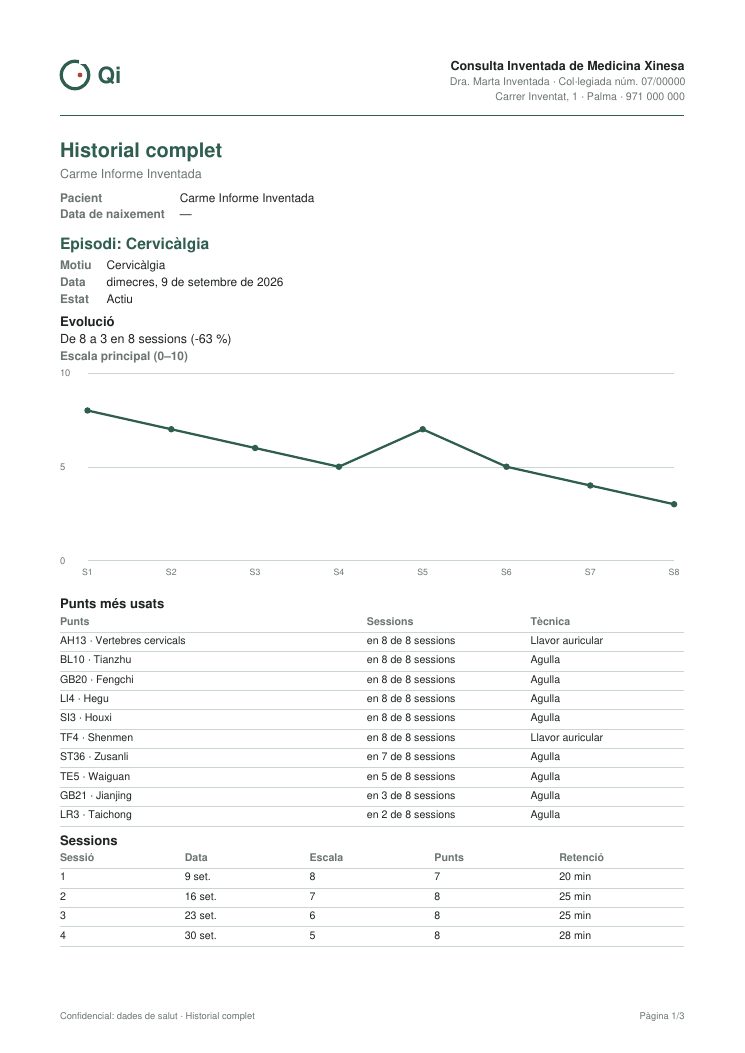 Qi
Consulta Inventada de Medicina Xinesa
Dra. Marta Inventada · Col·legiada núm. 07/00000
Carrer Inventat, 1 · Palma · 971 000 000
Historial complet
Carme Informe Inventada
Pacient Carme Informe Inventada
Data de naixement —
Episodi: Cervicàlgia
Motiu Cervicàlgia
Data dimecres, 9 de setembre de 2026
Estat Actiu
Evolució
De 8 a 3 en 8 sessions (-63 %)
Escala principal (0–10)
10
5
0
S1 S2 S3 S4 S5 S6 S7 S8
Punts més usats
Punts Sessions Tècnica
AH13 · Vertebres cervicals en 8 de 8 sessions Llavor auricular
BL10 · Tianzhu en 8 de 8 sessions Agulla
GB20 · Fengchi en 8 de 8 sessions Agulla
LI4 · Hegu en 8 de 8 sessions Agulla
SI3 · Houxi en 8 de 8 sessions Agulla
TF4 · Shenmen en 8 de 8 sessions Llavor auricular
ST36 · Zusanli en 7 de 8 sessions Agulla
TE5 · Waiguan en 5 de 8 sessions Agulla
GB21 · Jianjing en 3 de 8 sessions Agulla
LR3 · Taichong en 2 de 8 sessions Agulla
Sessions
Sessió Data Escala Punts Retenció
1 9 set. 8 7 20 min
2 16 set. 7 8 25 min
3 23 set. 6 8 25 min
4 30 set. 5 8 28 min
Confidencial: dades de salut · Historial complet
Pàgina 1/3